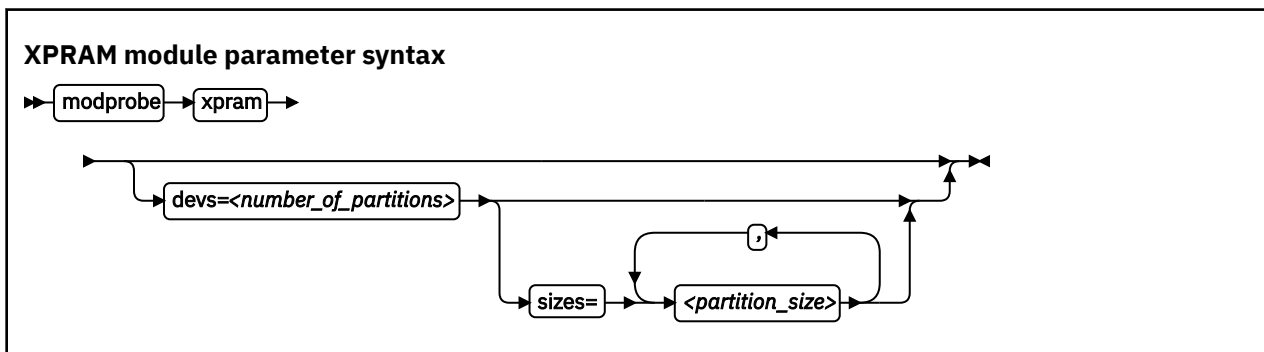 XPRAM module parameter syntax
modprobe xpram
devs=<number_of_partitions>
,
sizes= <partition_size>